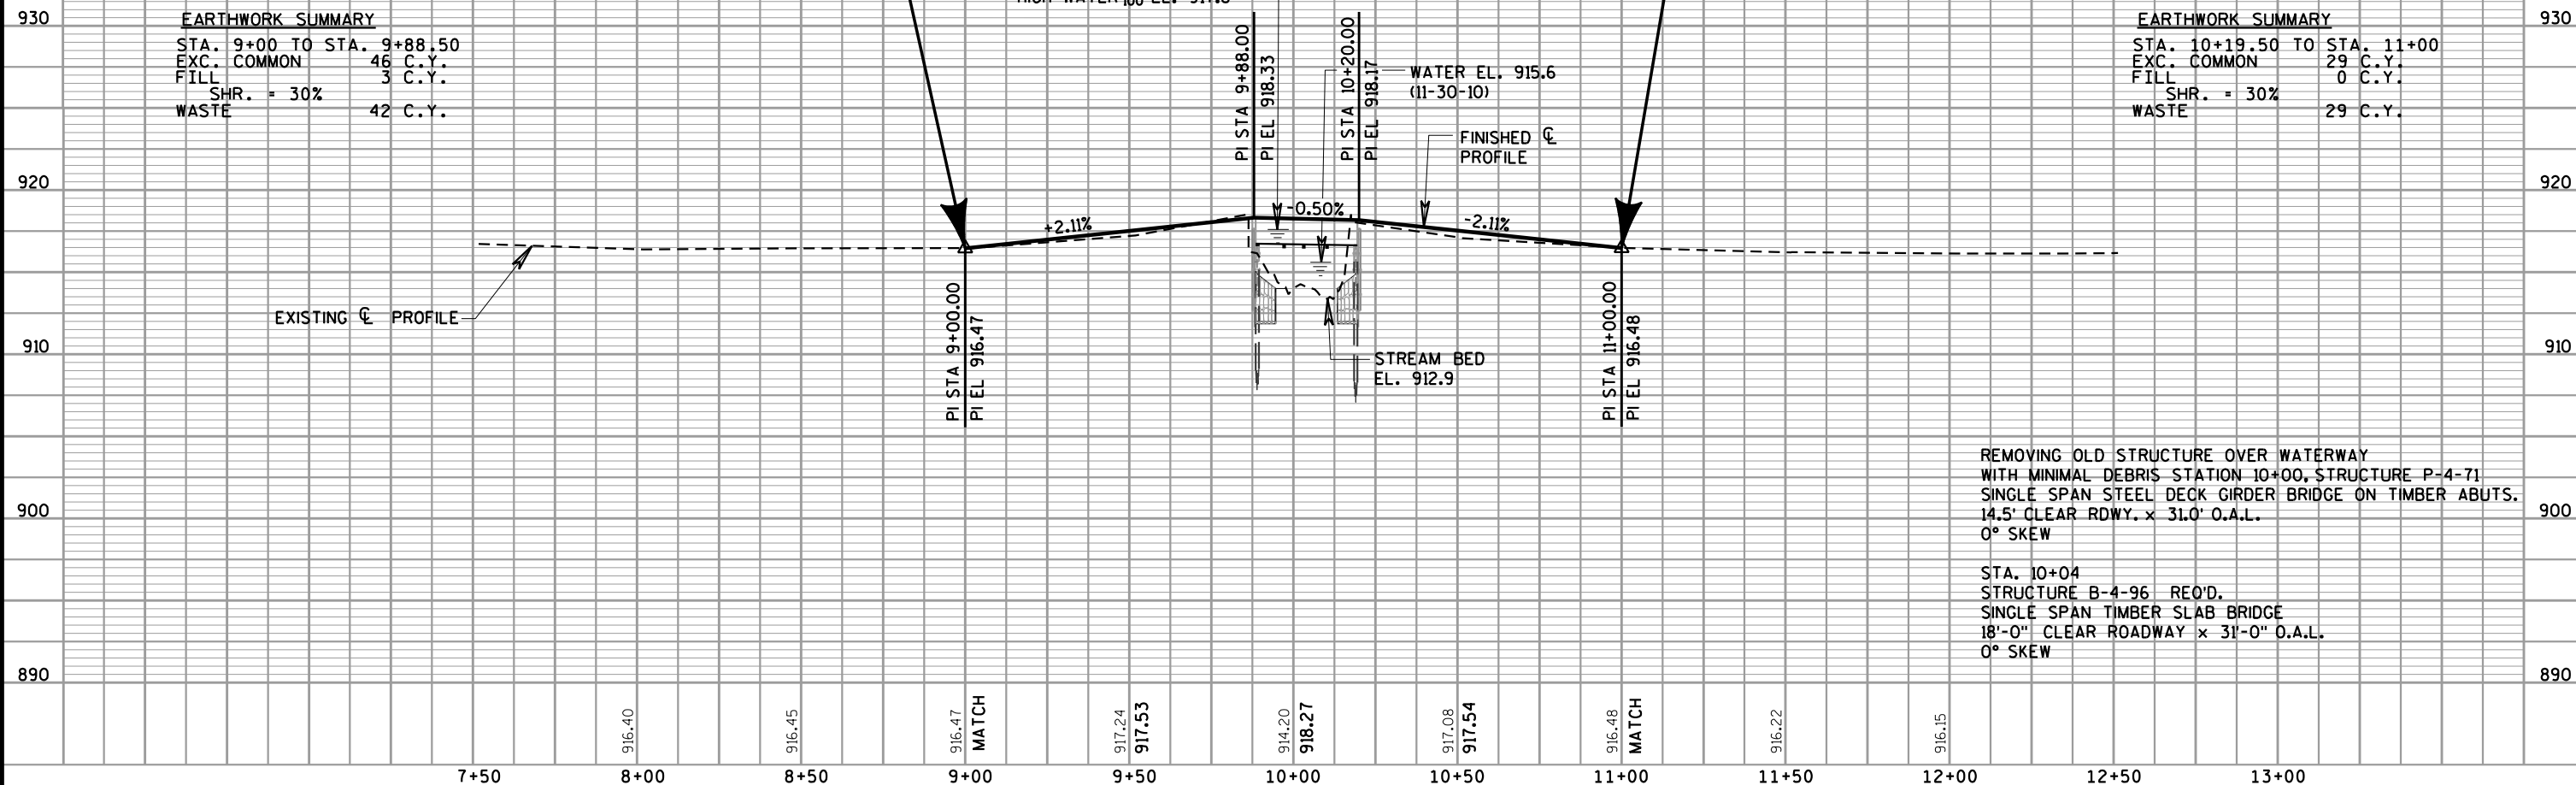 EARTHWORK SUMMARY
STA. 9+00 TO STA. 9+88.50
EXC. COMMON 46 C.Y.
FILL 3 C.Y.
SHR. = 30%
WASTE 42 C.Y.
EARTHWORK SUMMARY
STA. 10+19.50 TO STA. 11+00
EXC. COMMON 29 C.Y.
FILL 0 C.Y.
SHR. = 30%
WASTE 29 C.Y.
930
930
920
920
910
910
900
900
890
890
PI STA 9+88.00
PI EL 918.33
PI STA 10+20.00
PI EL 918.17
WATER EL. 915.6
(11-30-10)
FINISHED ℄
PROFILE
+2.11%
-0.50%
-2.11%
EXISTING ℄ PROFILE
PI STA 9+00.00
PI EL 916.47
STREAM BED
EL. 912.9
PI STA 11+00.00
PI EL 916.48
REMOVING OLD STRUCTURE OVER WATERWAY
WITH MINIMAL DEBRIS STATION 10+00, STRUCTURE P-4-71
SINGLE SPAN STEEL DECK GIRDER BRIDGE ON TIMBER ABUTS.
14.5' CLEAR RDWY. x 31.0' O.A.L.
0° SKEW
STA. 10+04
STRUCTURE B-4-96 REQ'D.
SINGLE SPAN TIMBER SLAB BRIDGE
18'-0" CLEAR ROADWAY x 31'-0" O.A.L.
0° SKEW
916.40
916.45
916.47
MATCH
917.24
917.53
914.20
918.27
917.08
917.54
916.48
MATCH
916.22
916.15
7+50
8+00
8+50
9+00
9+50
10+00
10+50
11+00
11+50
12+00
12+50
13+00